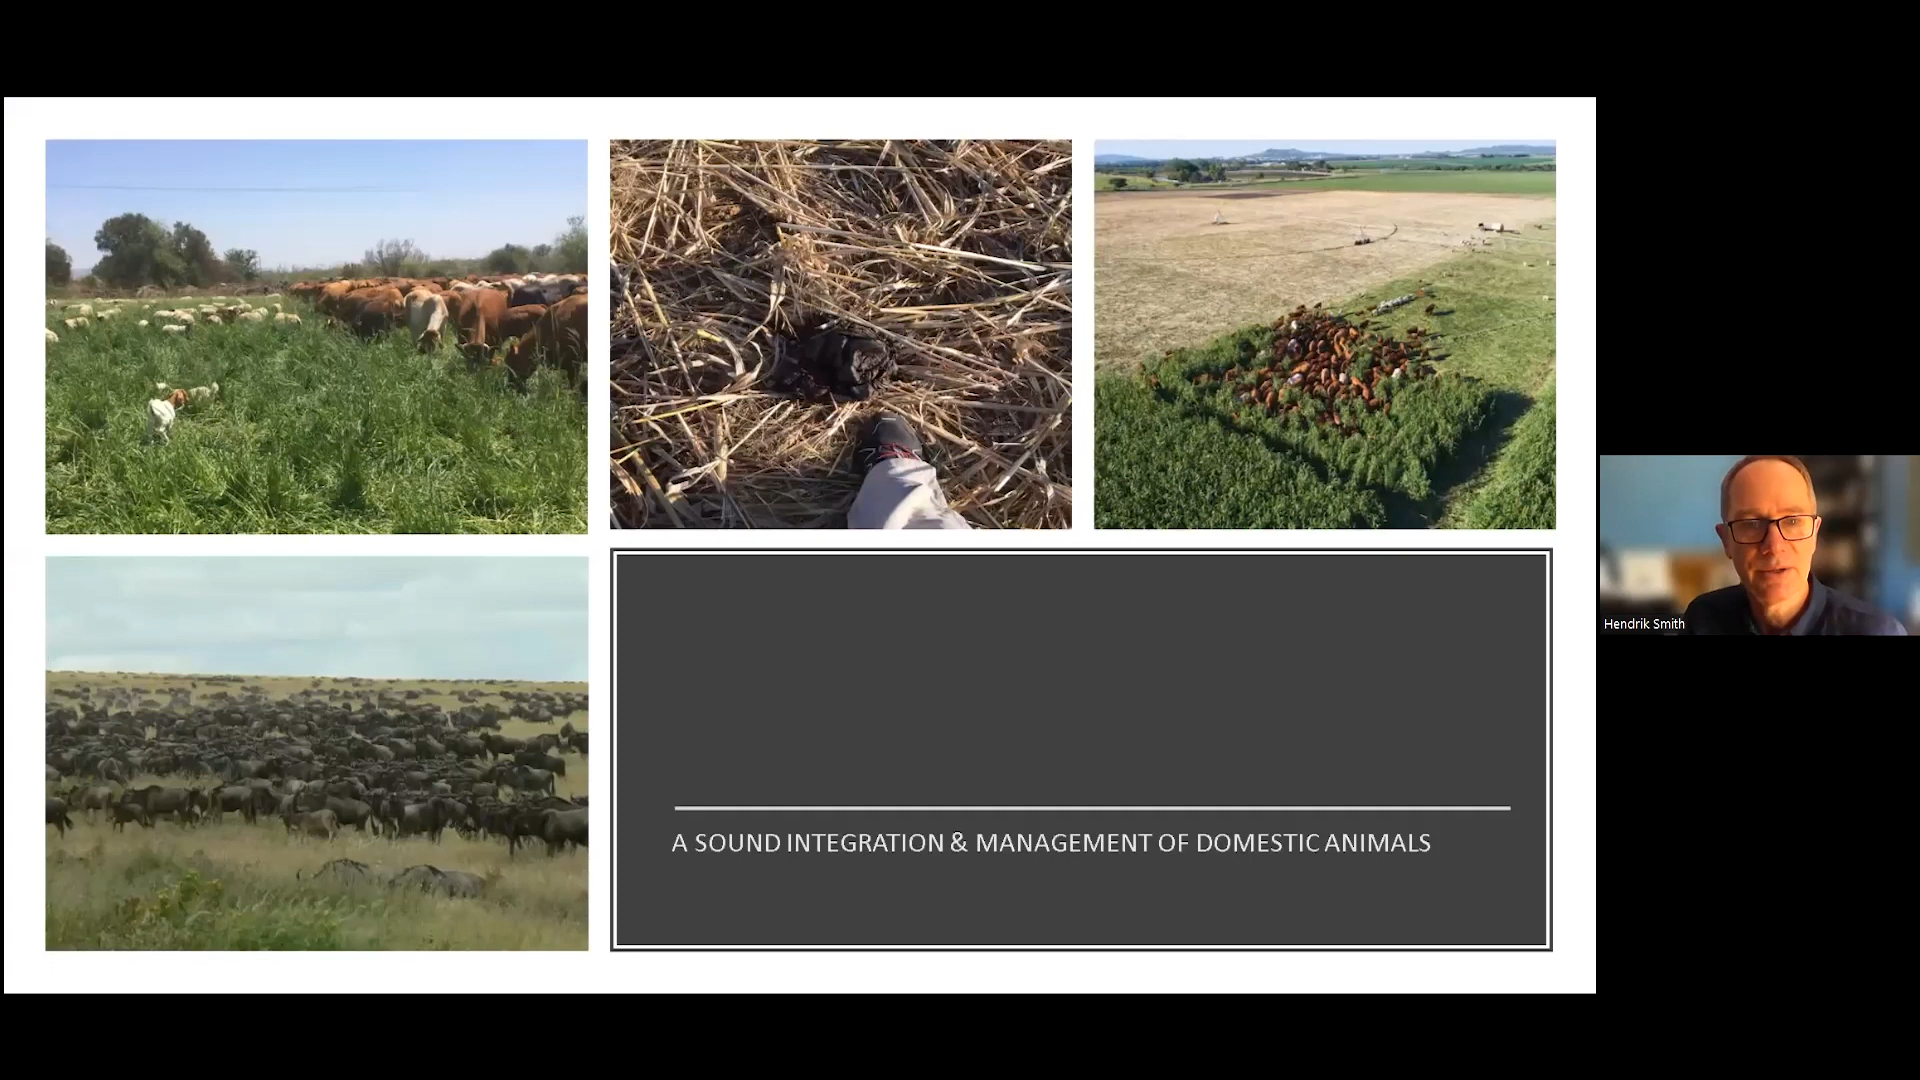 A SOUND INTEGRATION & MANAGEMENT OF DOMESTIC ANIMALS
Hendrik Smith